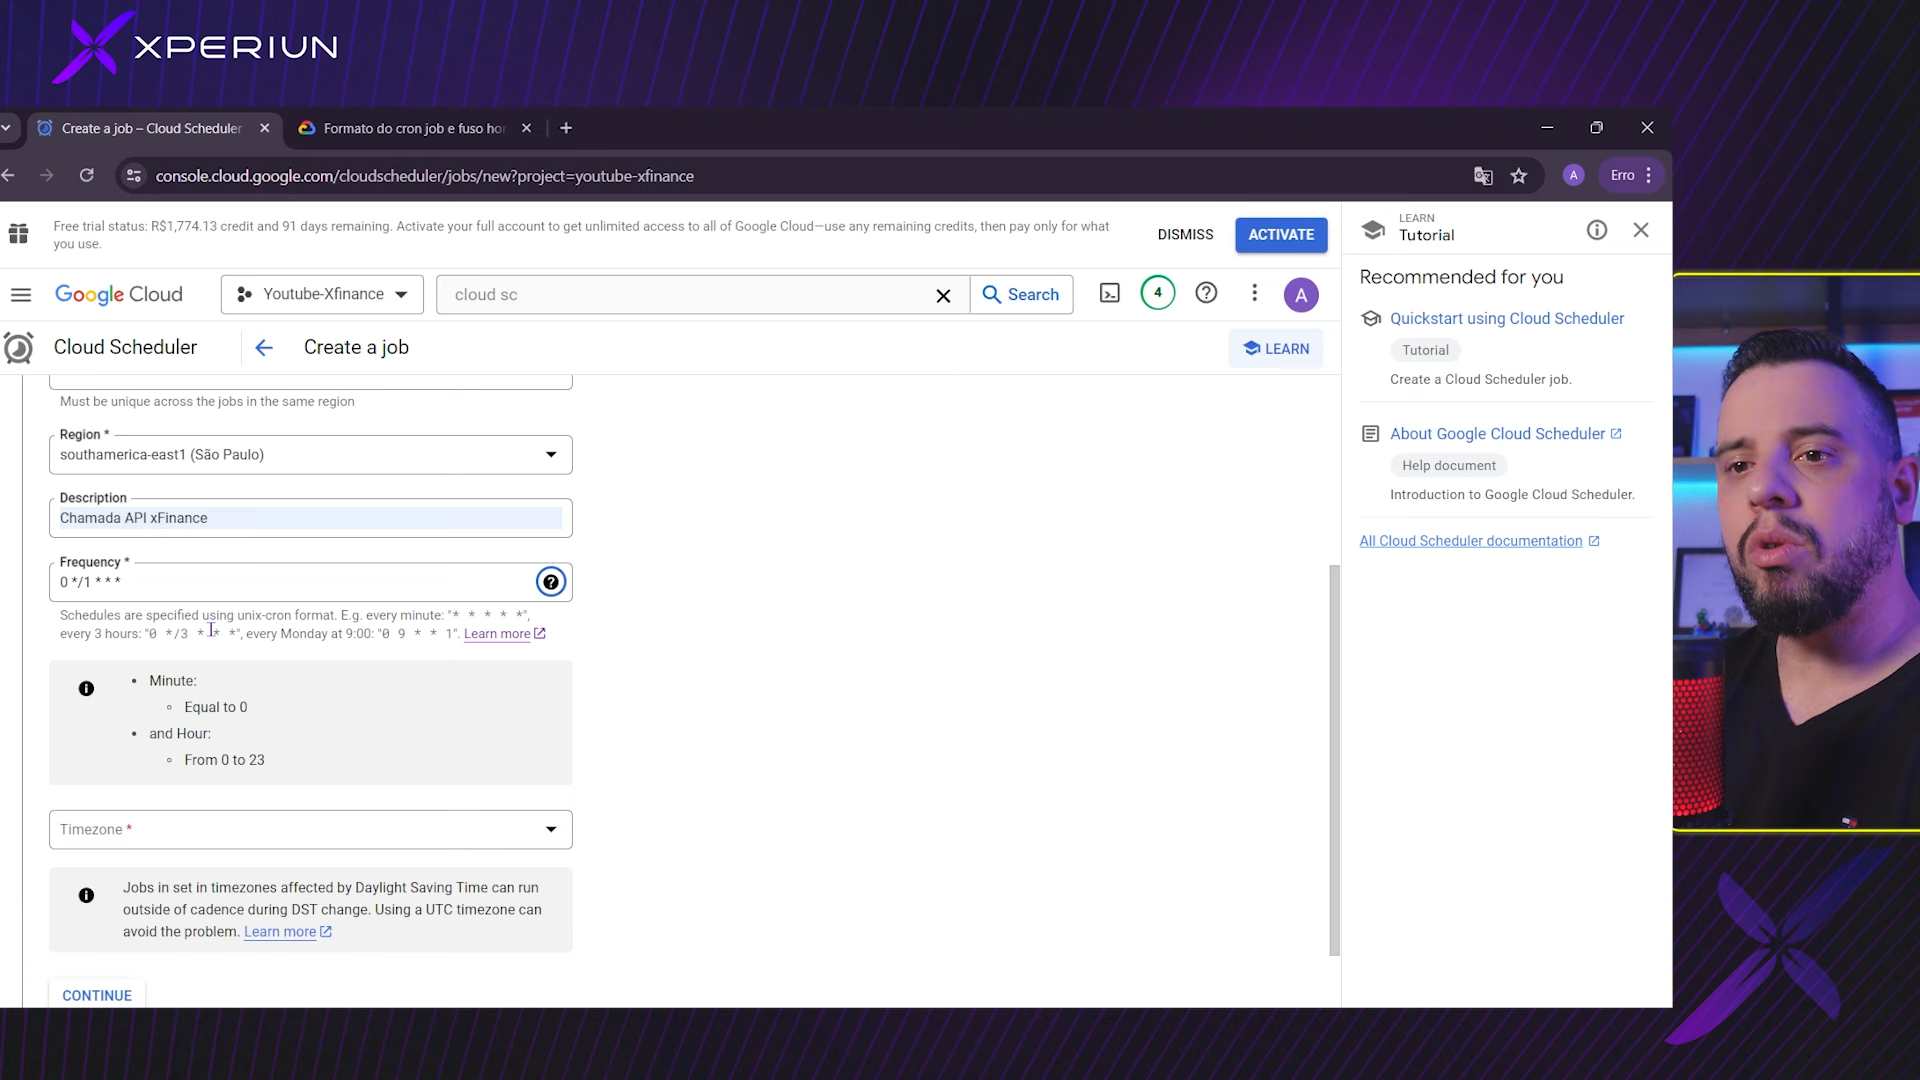 XPERIUN
Create a job – Cloud Scheduler
Formato do cron job e fuso hor
console.cloud.google.com/cloudscheduler/jobs/new?project=youtube-xfinance
A
Erro
Free trial status: R$1,774.13 credit and 91 days remaining. Activate your full account to get unlimited access to all of Google Cloud—use any remaining credits, then pay only for what
you use.
DISMISS
ACTIVATE
Google Cloud
Youtube-Xfinance
cloud sc
Search
4
A
Cloud Scheduler
Create a job
LEARN
Must be unique across the jobs in the same region
Region *
southamerica-east1 (São Paulo)
Description
Chamada API xFinance
Frequency *
0 */1 * * *
Schedules are specified using unix-cron format. E.g. every minute: "* * * * *",
every 3 hours: "0 */3 * * *", every Monday at 9:00: "0 9 * * 1". Learn more
• Minute:
◦ Equal to 0
• and Hour:
◦ From 0 to 23
Timezone *
Jobs in set in timezones affected by Daylight Saving Time can run
outside of cadence during DST change. Using a UTC timezone can
avoid the problem. Learn more
CONTINUE
LEARN
Tutorial
Recommended for you
Quickstart using Cloud Scheduler
Tutorial
Create a Cloud Scheduler job.
About Google Cloud Scheduler
Help document
Introduction to Google Cloud Scheduler.
All Cloud Scheduler documentation